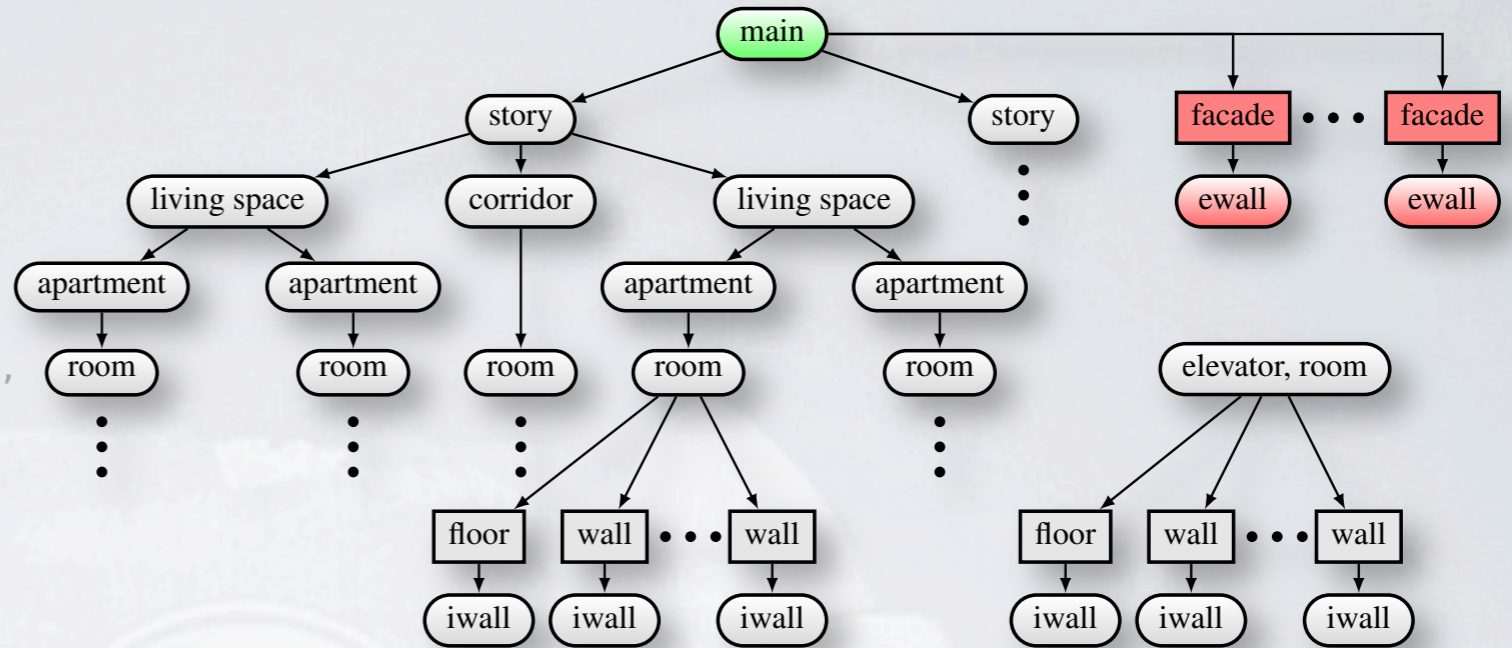 main
story
story
facade
facade
living space
corridor
living space
ewall
ewall
apartment
apartment
apartment
apartment
room
room
room
room
room
elevator, room
floor
wall
wall
floor
wall
wall
iwall
iwall
iwall
iwall
iwall
iwall